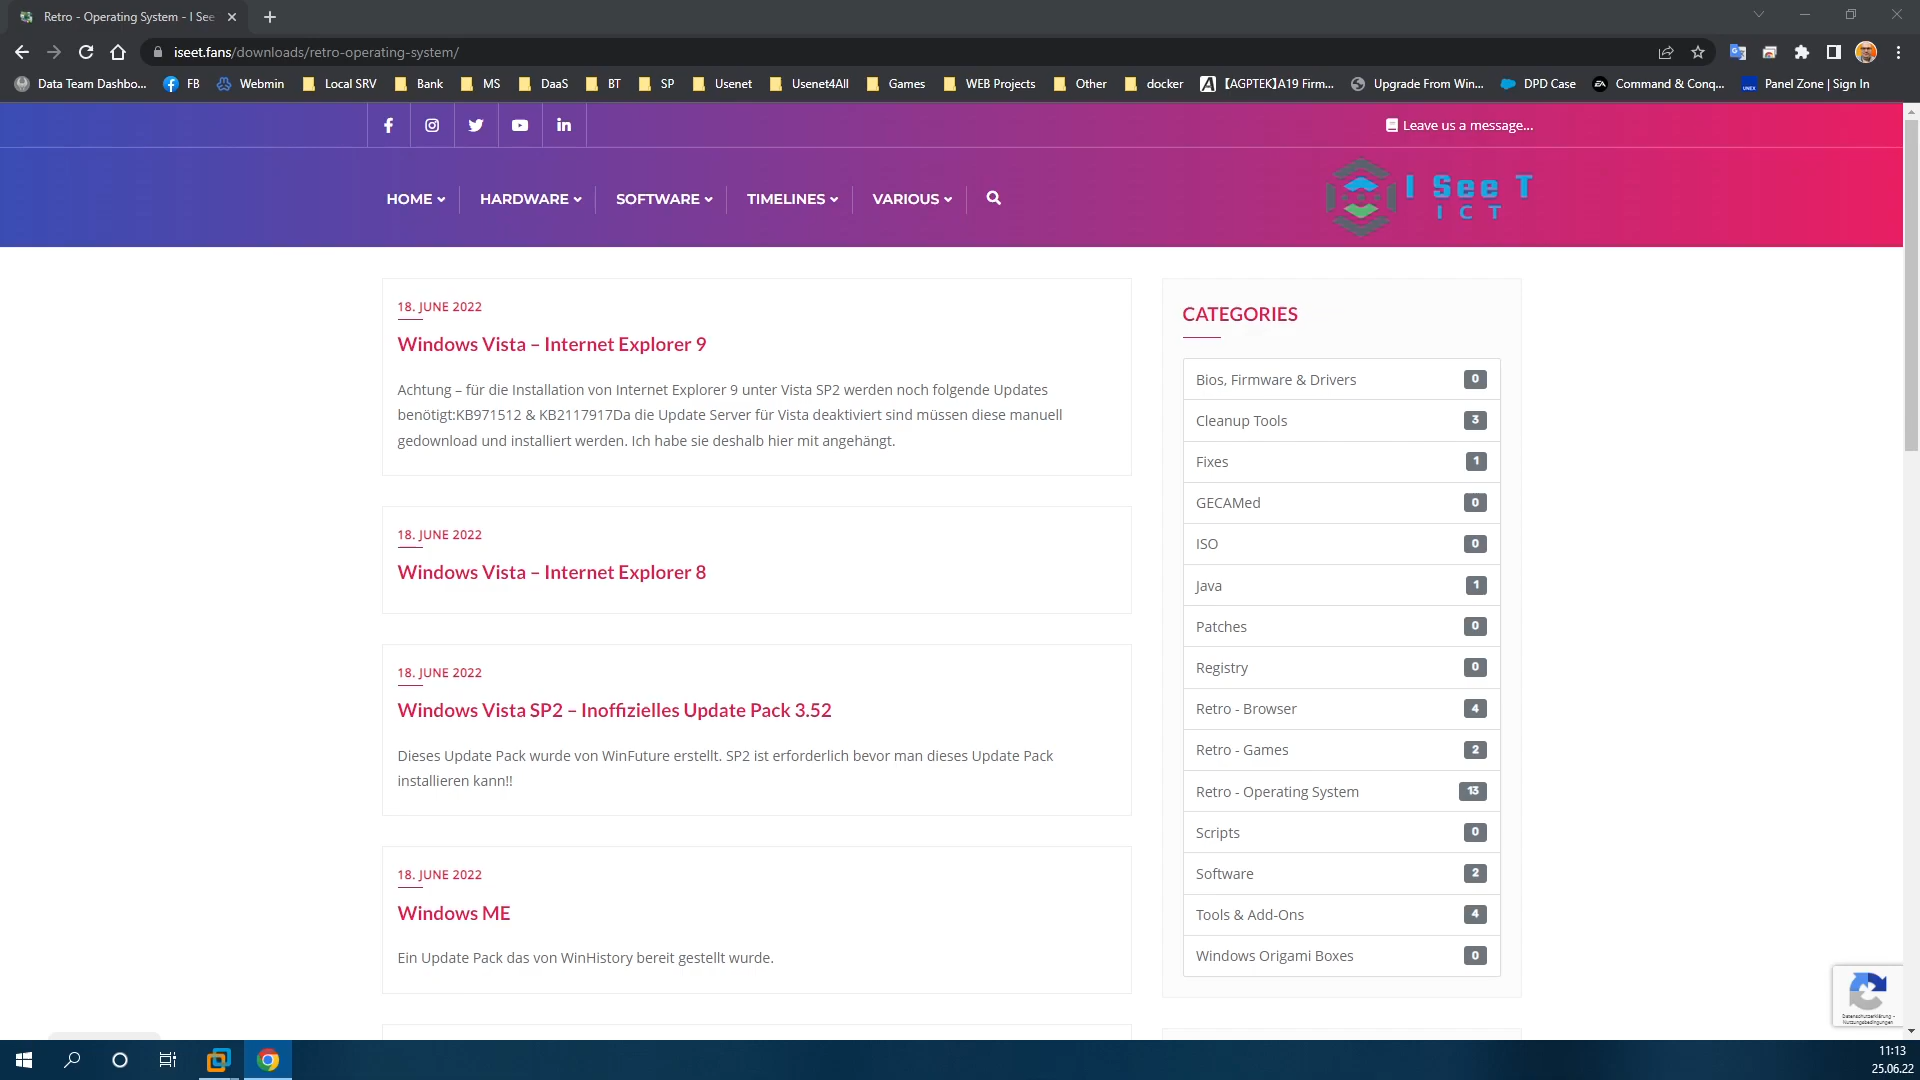 Retro - Operating System - I See
iseet.fans/downloads/retro-operating-system/
Data Team Dashbo... FB Webmin Local SRV Bank MS DaaS BT SP Usenet Usenet4All Games WEB Projects Other docker 【AGPTEK】A19 Firm... Upgrade From Win... DPD Case Command & Conq... Panel Zone | Sign In
Leave us a message...
HOME HARDWARE SOFTWARE TIMELINES VARIOUS
I See T
ICT
18. JUNE 2022
Windows Vista – Internet Explorer 9
Achtung – für die Installation von Internet Explorer 9 unter Vista SP2 werden noch folgende Updates
benötigt:KB971512 & KB2117917Da die Update Server für Vista deaktiviert sind müssen diese manuell
gedownload und installiert werden. Ich habe sie deshalb hier mit angehängt.
18. JUNE 2022
Windows Vista – Internet Explorer 8
18. JUNE 2022
Windows Vista SP2 – Inoffizielles Update Pack 3.52
Dieses Update Pack wurde von WinFuture erstellt. SP2 ist erforderlich bevor man dieses Update Pack
installieren kann!!
18. JUNE 2022
Windows ME
Ein Update Pack das von WinHistory bereit gestellt wurde.
CATEGORIES
Bios, Firmware & Drivers 0
Cleanup Tools 3
Fixes 1
GECAMed 0
ISO 0
Java 1
Patches 0
Registry 0
Retro - Browser 4
Retro - Games 2
Retro - Operating System 13
Scripts 0
Software 2
Tools & Add-Ons 4
Windows Origami Boxes 0
Datenschutzerklärung -
Nutzungsbedingungen
11:13
25.06.22